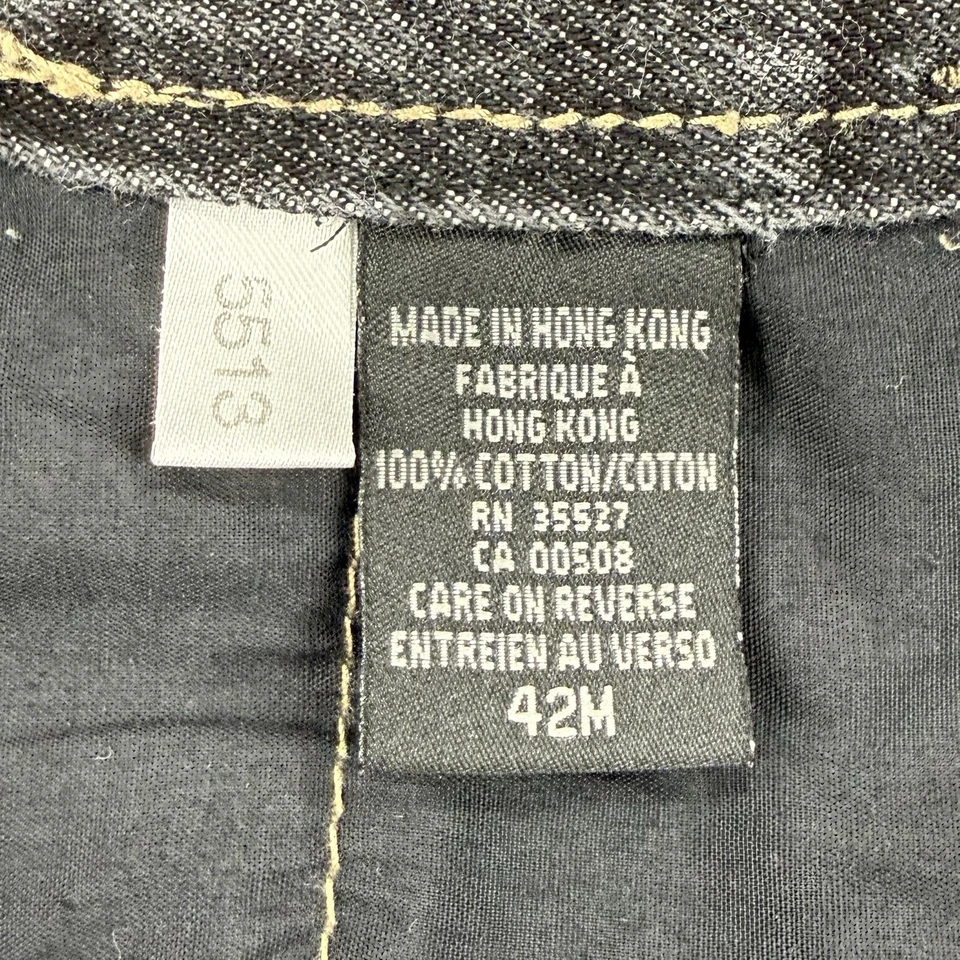 55113
MADE IN HONG KONG
FABRIQUE À
HONG KONG
100% COTTON/COTON
RN 35527
CA 00508
CARE ON REVERSE
ENTREIEN AU VERSO
42M